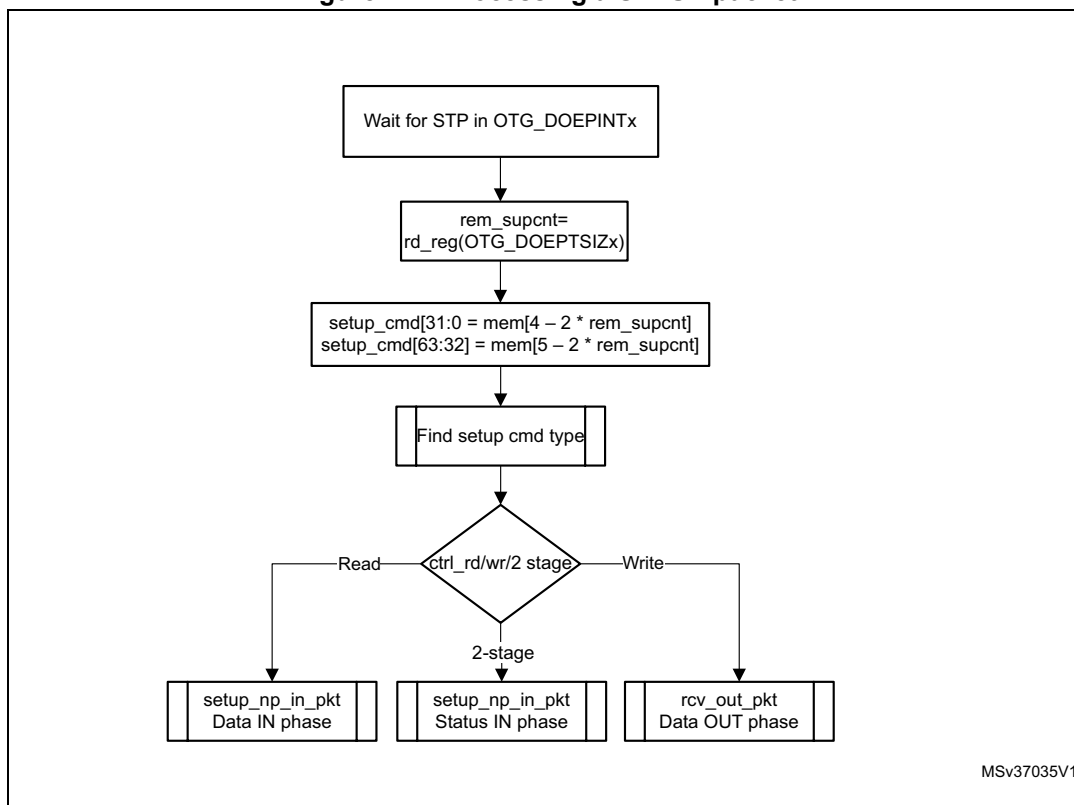 Wait for STP in OTG_DOEPINTx
rem_supcnt=
rd_reg(OTG_DOEPTSIZx)
setup_cmd[31:0 = mem[4 – 2 * rem_supcnt]
setup_cmd[63:32] = mem[5 – 2 * rem_supcnt]
Find setup cmd type
ctrl_rd/wr/2 stage
Read
Write
2-stage
setup_np_in_pkt
Data IN phase
setup_np_in_pkt
Status IN phase
rcv_out_pkt
Data OUT phase
MSv37035V1